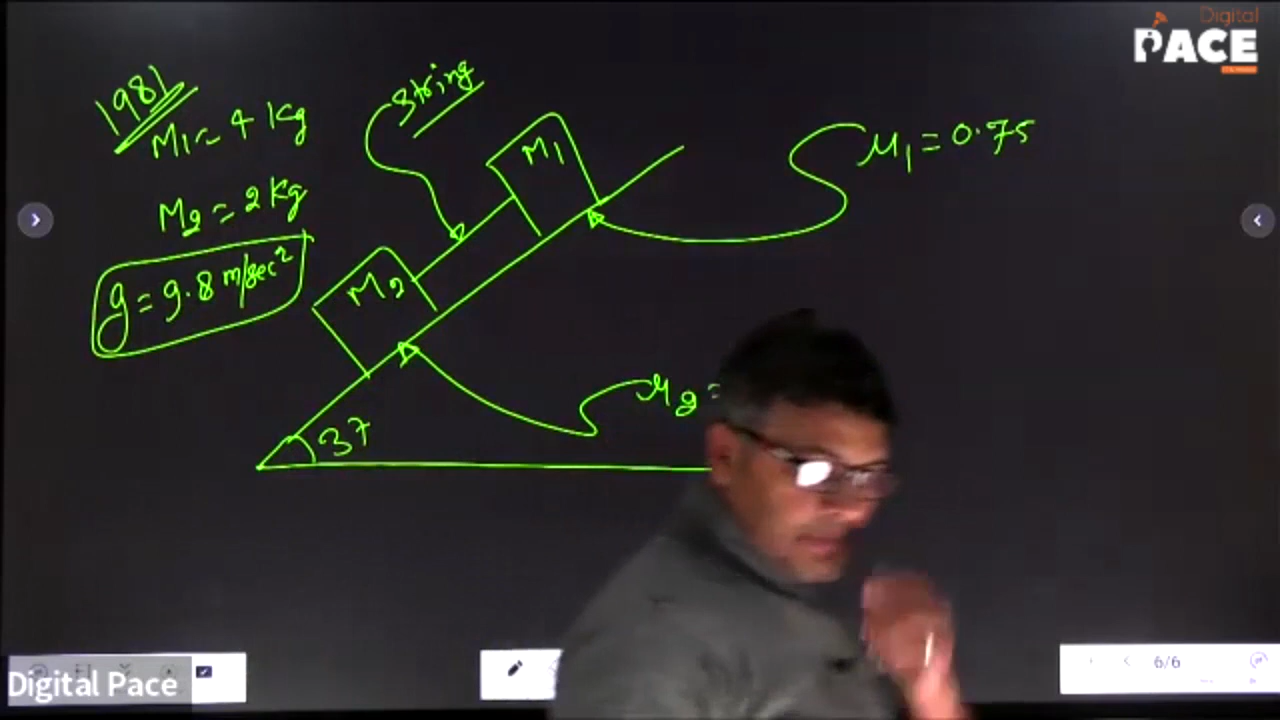 Digital
PACE
1981
M1 = 4 Kg
M2 = 2 Kg
g = 9.8 m/sec²
string
M1
M2
μ1 = 0.75
μ2 =
37
6/6
Digital Pace